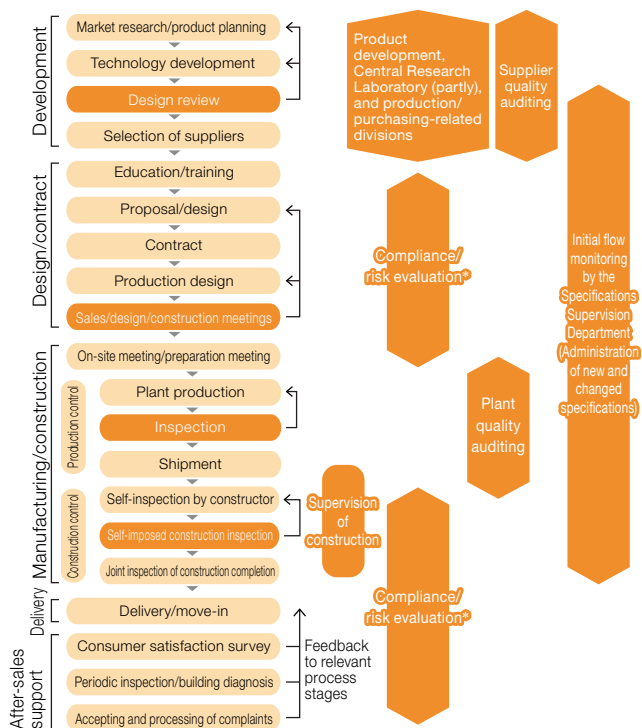 Development
Market research/product planning
Technology development
Design review
Selection of suppliers
Product
development,
Central Research
Laboratory (partly),
and production/
purchasing-related
divisions
Supplier
quality
auditing
Design/contract
Education/training
Proposal/design
Contract
Production design
Sales/design/construction meetings
Compliance/
risk evaluation*
Initial flow
monitoring
by the
Specifications
Supervision
Department
(Administration
of new and
changed
specifications)
Manufacturing/construction
On-site meeting/preparation meeting
Production control
Plant production
Inspection
Shipment
Plant
quality
auditing
Construction control
Self-inspection by constructor
Self-imposed construction inspection
Joint inspection of construction completion
Supervision
of
construction
Compliance/
risk evaluation*
Delivery
Delivery/move-in
After-sales
support
Consumer satisfaction survey
Periodic inspection/building diagnosis
Accepting and processing of complaints
Feedback
to relevant
process
stages